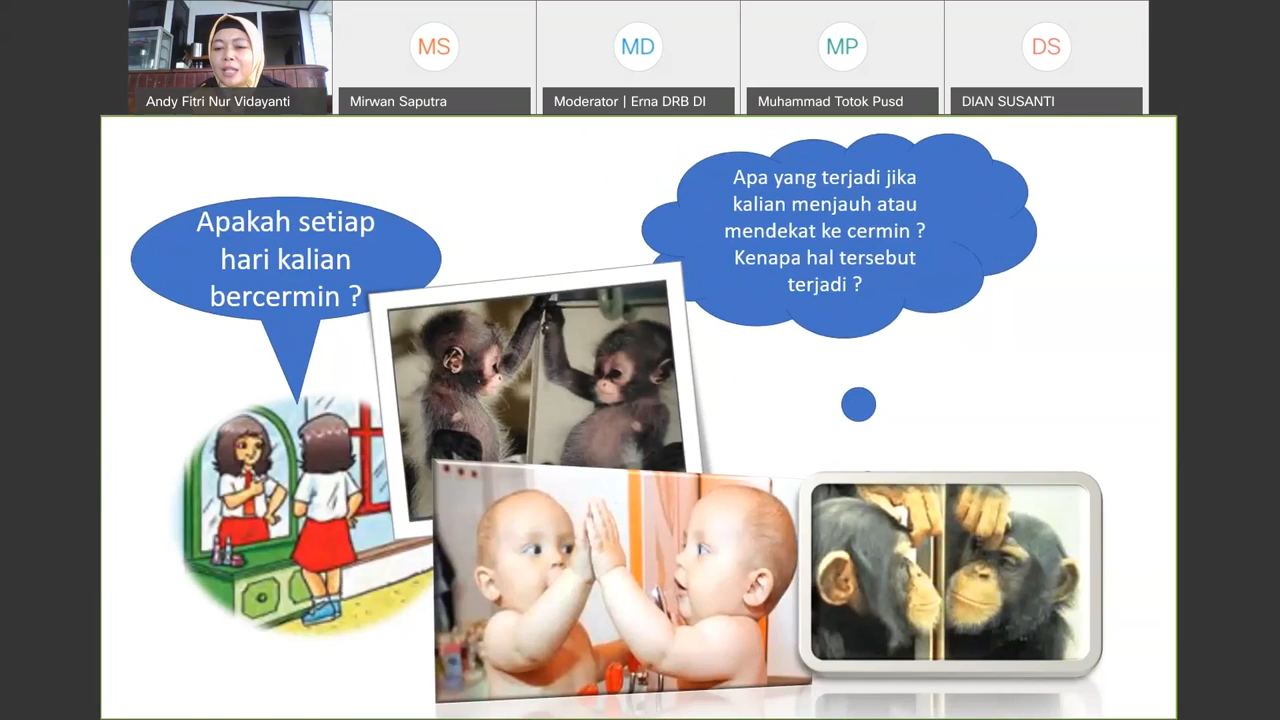 MS
MD
MP
DS
Andy Fitri Nur Vidayanti
Mirwan Saputra
Moderator | Erna DRB DI
Muhammad Totok Pusd
DIAN SUSANTI
Apakah setiap
hari kalian
bercermin ?
Apa yang terjadi jika
kalian menjauh atau
mendekat ke cermin ?
Kenapa hal tersebut
terjadi ?